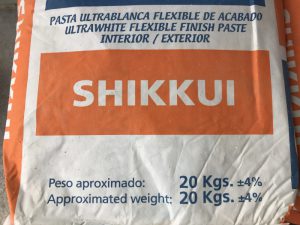 PASTA ULTRABLANCA FLEXIBLE DE ACABADO
ULTRAWHITE FLEXIBLE FINISH PASTE
INTERIOR / EXTERIOR
SHIKKUI
Peso aproximado: 20 Kgs. ±4%
Approximated weight: 20 Kgs. ±4%